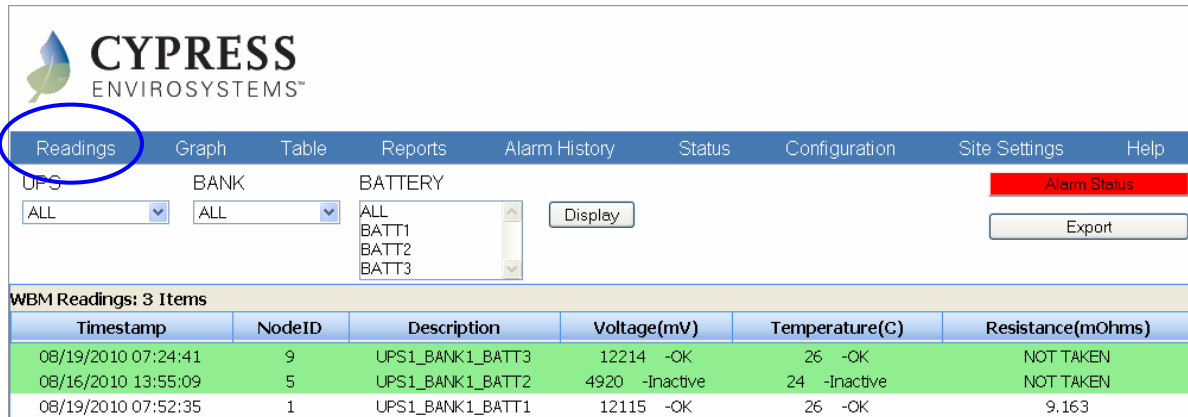 CYPRESS
ENVIROSYSTEMS™
Readings Graph Table Reports Alarm History Status Configuration Site Settings Help
UPS BANK BATTERY Alarm Status
ALL ALL ALL Display Export
BATT1
BATT2
BATT3
WBM Readings: 3 Items
Timestamp NodeID Description Voltage(mV) Temperature(C) Resistance(mOhms)
08/19/2010 07:24:41 9 UPS1_BANK1_BATT3 12214 -OK 26 -OK NOT TAKEN
08/16/2010 13:55:09 5 UPS1_BANK1_BATT2 4920 -Inactive 24 -Inactive NOT TAKEN
08/19/2010 07:52:35 1 UPS1_BANK1_BATT1 12115 -OK 26 -OK 9.163